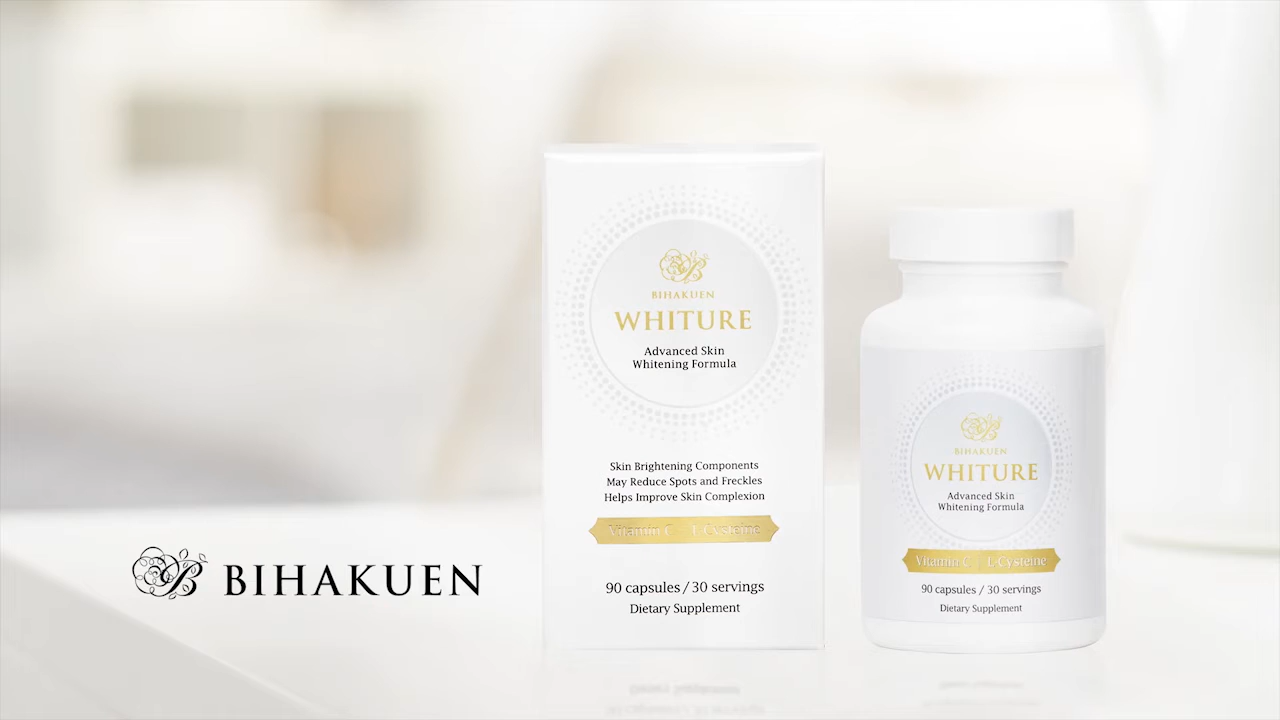 BIHAKUEN
WHITURE
Advanced Skin
Whitening Formula
Skin Brightening Components
May Reduce Spots and Freckles
Helps Improve Skin Complexion
Vitamin C L-Cysteine
90 capsules / 30 servings
Dietary Supplement
BIHAKUEN
WHITURE
Advanced Skin
Whitening Formula
Vitamin C | L-Cysteine
90 capsules / 30 servings
Dietary Supplement
BIHAKUEN